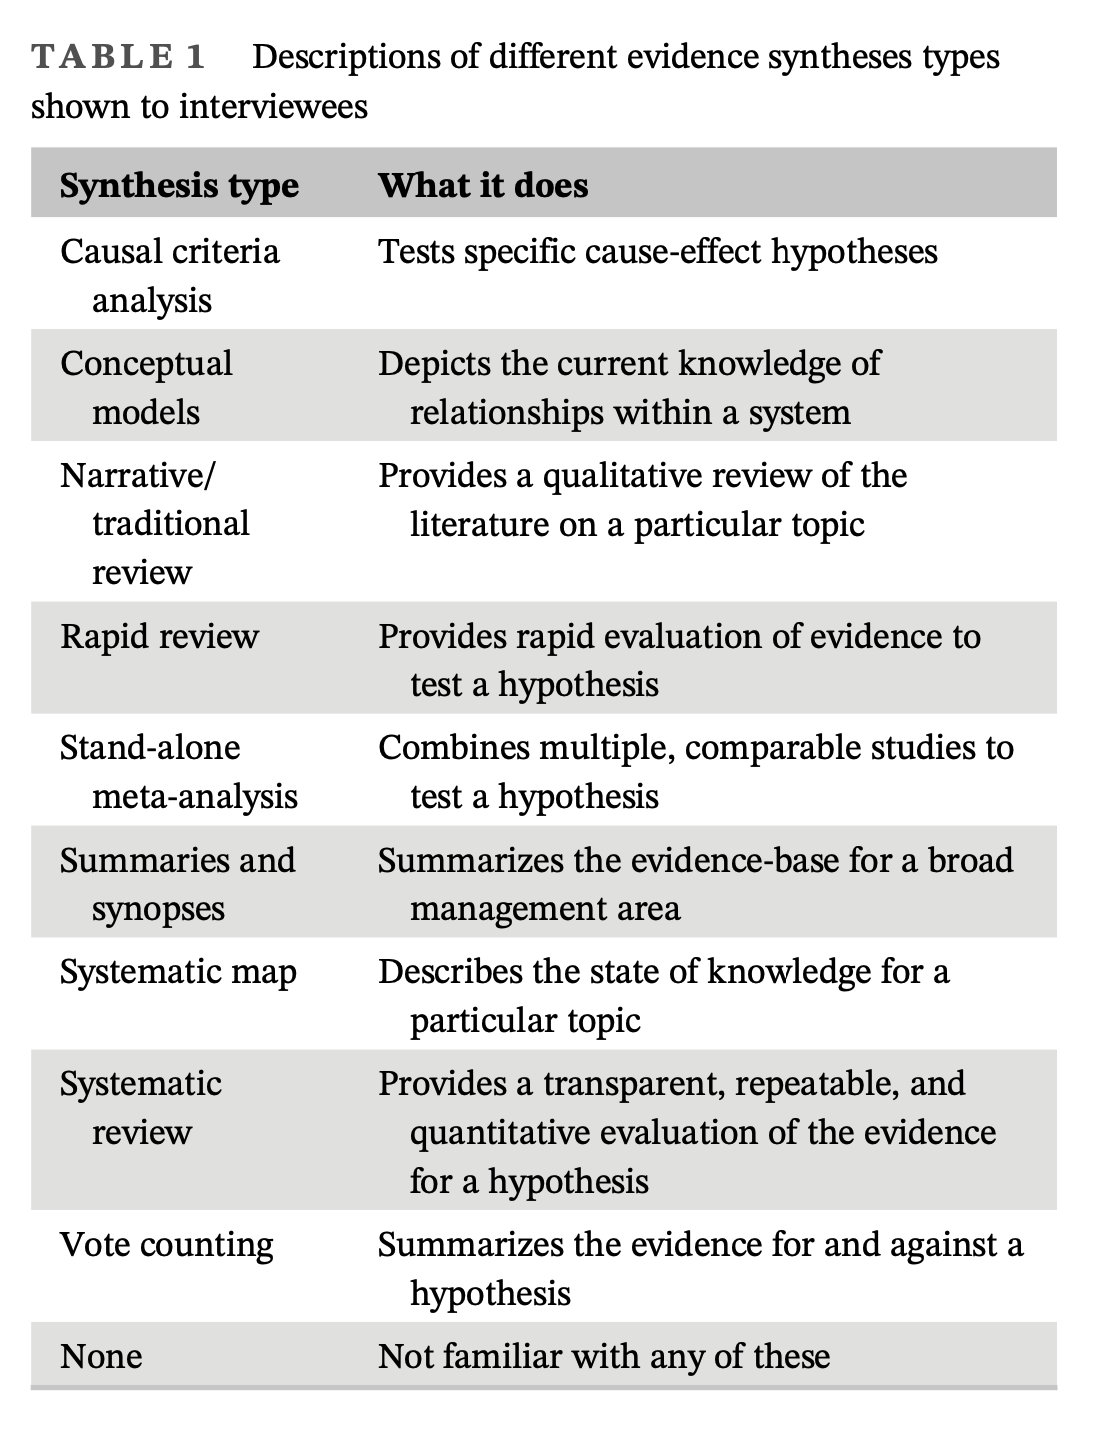 TABLE 1 Descriptions of different evidence syntheses types
shown to interviewees
Synthesis type What it does
Causal criteria Tests specific cause-effect hypotheses
analysis
Conceptual Depicts the current knowledge of
models relationships within a system
Narrative/ Provides a qualitative review of the
traditional literature on a particular topic
review
Rapid review Provides rapid evaluation of evidence to
test a hypothesis
Stand-alone Combines multiple, comparable studies to
meta-analysis test a hypothesis
Summaries and Summarizes the evidence-base for a broad
synopses management area
Systematic map Describes the state of knowledge for a
particular topic
Systematic Provides a transparent, repeatable, and
review quantitative evaluation of the evidence
for a hypothesis
Vote counting Summarizes the evidence for and against a
hypothesis
None Not familiar with any of these